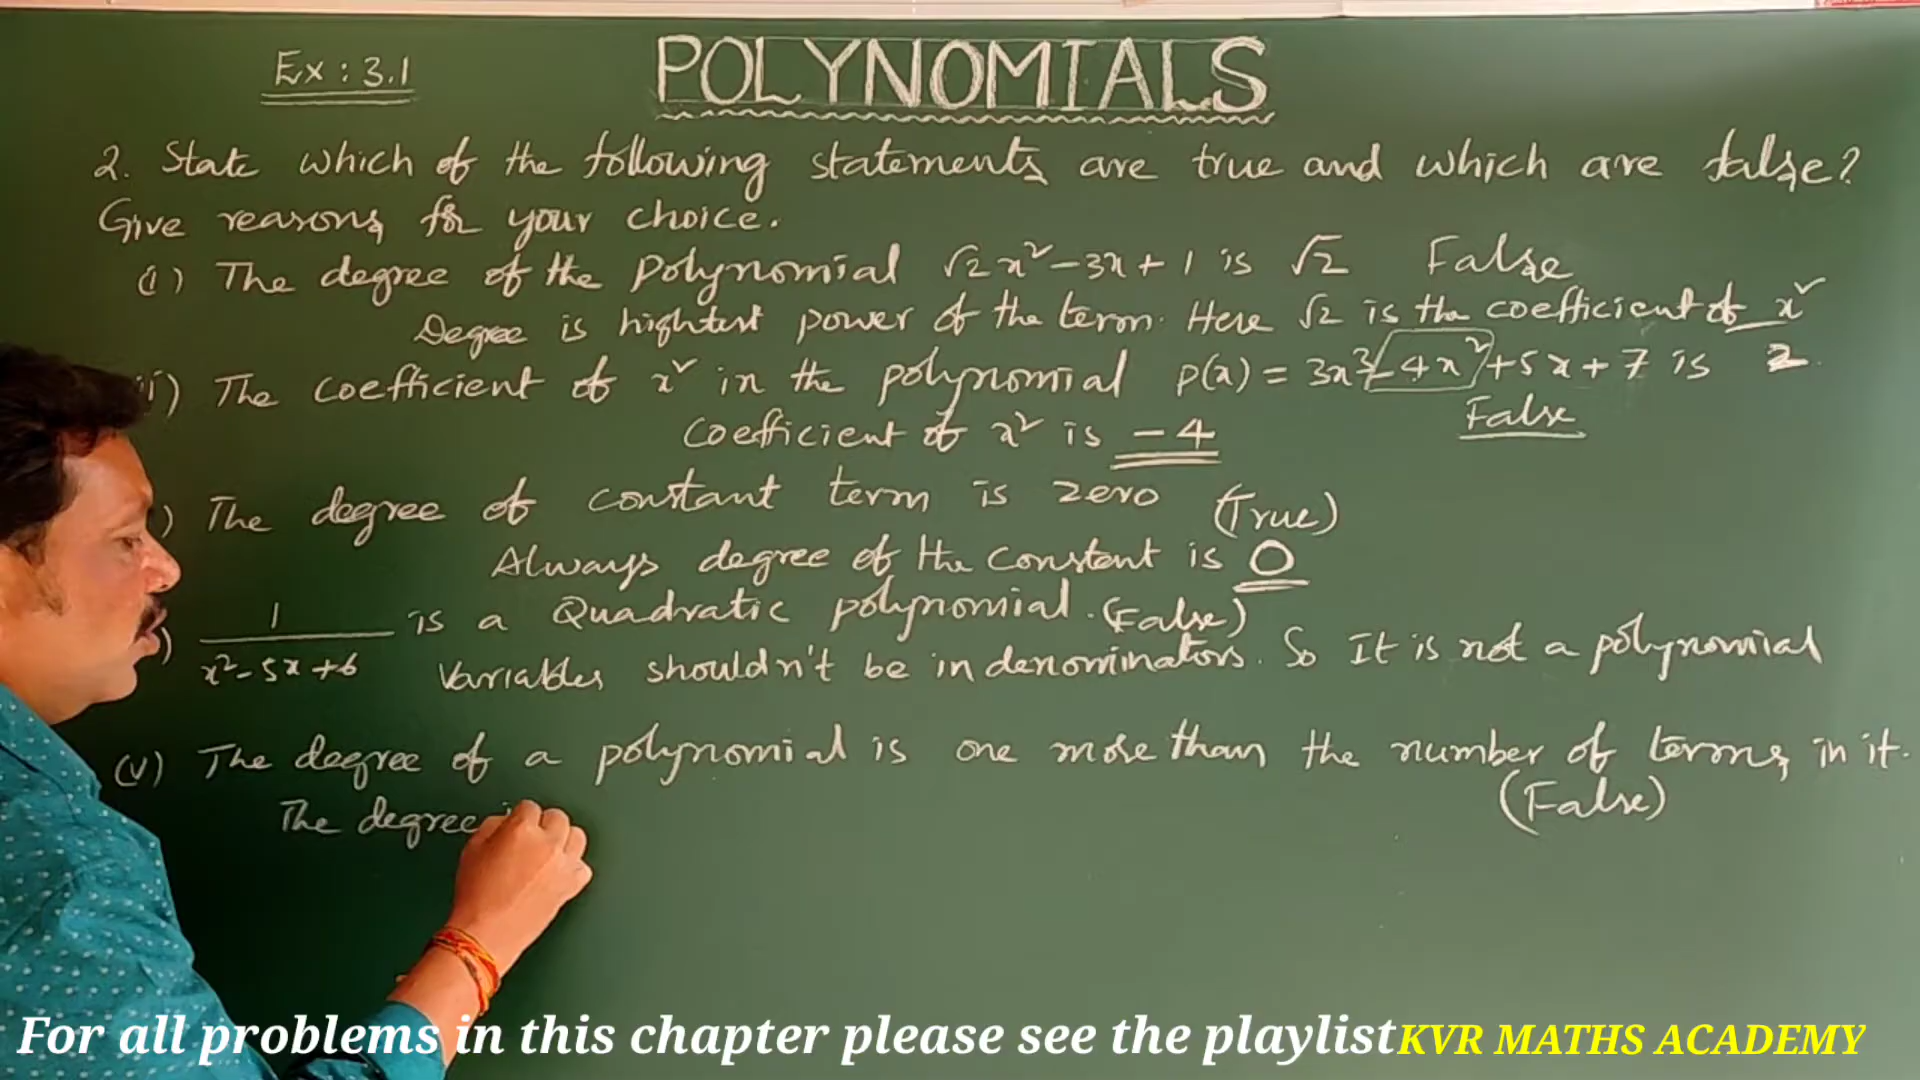 Ex : 3.1
POLYNOMIALS
2. State which of the following statements are true and which are false?
Give reasons for your choice.
(i) The degree of the polynomial √2 x² - 3x + 1 is √2 False
Degree is hightest power of the term. Here √2 is the coefficient of x²
i) The coefficient of x² in the polynomial p(x) = 3x³ - 4x² + 5x + 7 is 2
False
Coefficient of x² is - 4
) The degree of constant term is zero (True)
Always degree of the constant is 0
) 1/(x² - 5x + 6) is a Quadratic polynomial. (False)
Variables shouldn't be in denominators. So It is not a polynomial
(v) The degree of a polynomial is one more than the number of terms in it.
(False)
The degree
For all problems in this chapter please see the playlist KVR MATHS ACADEMY